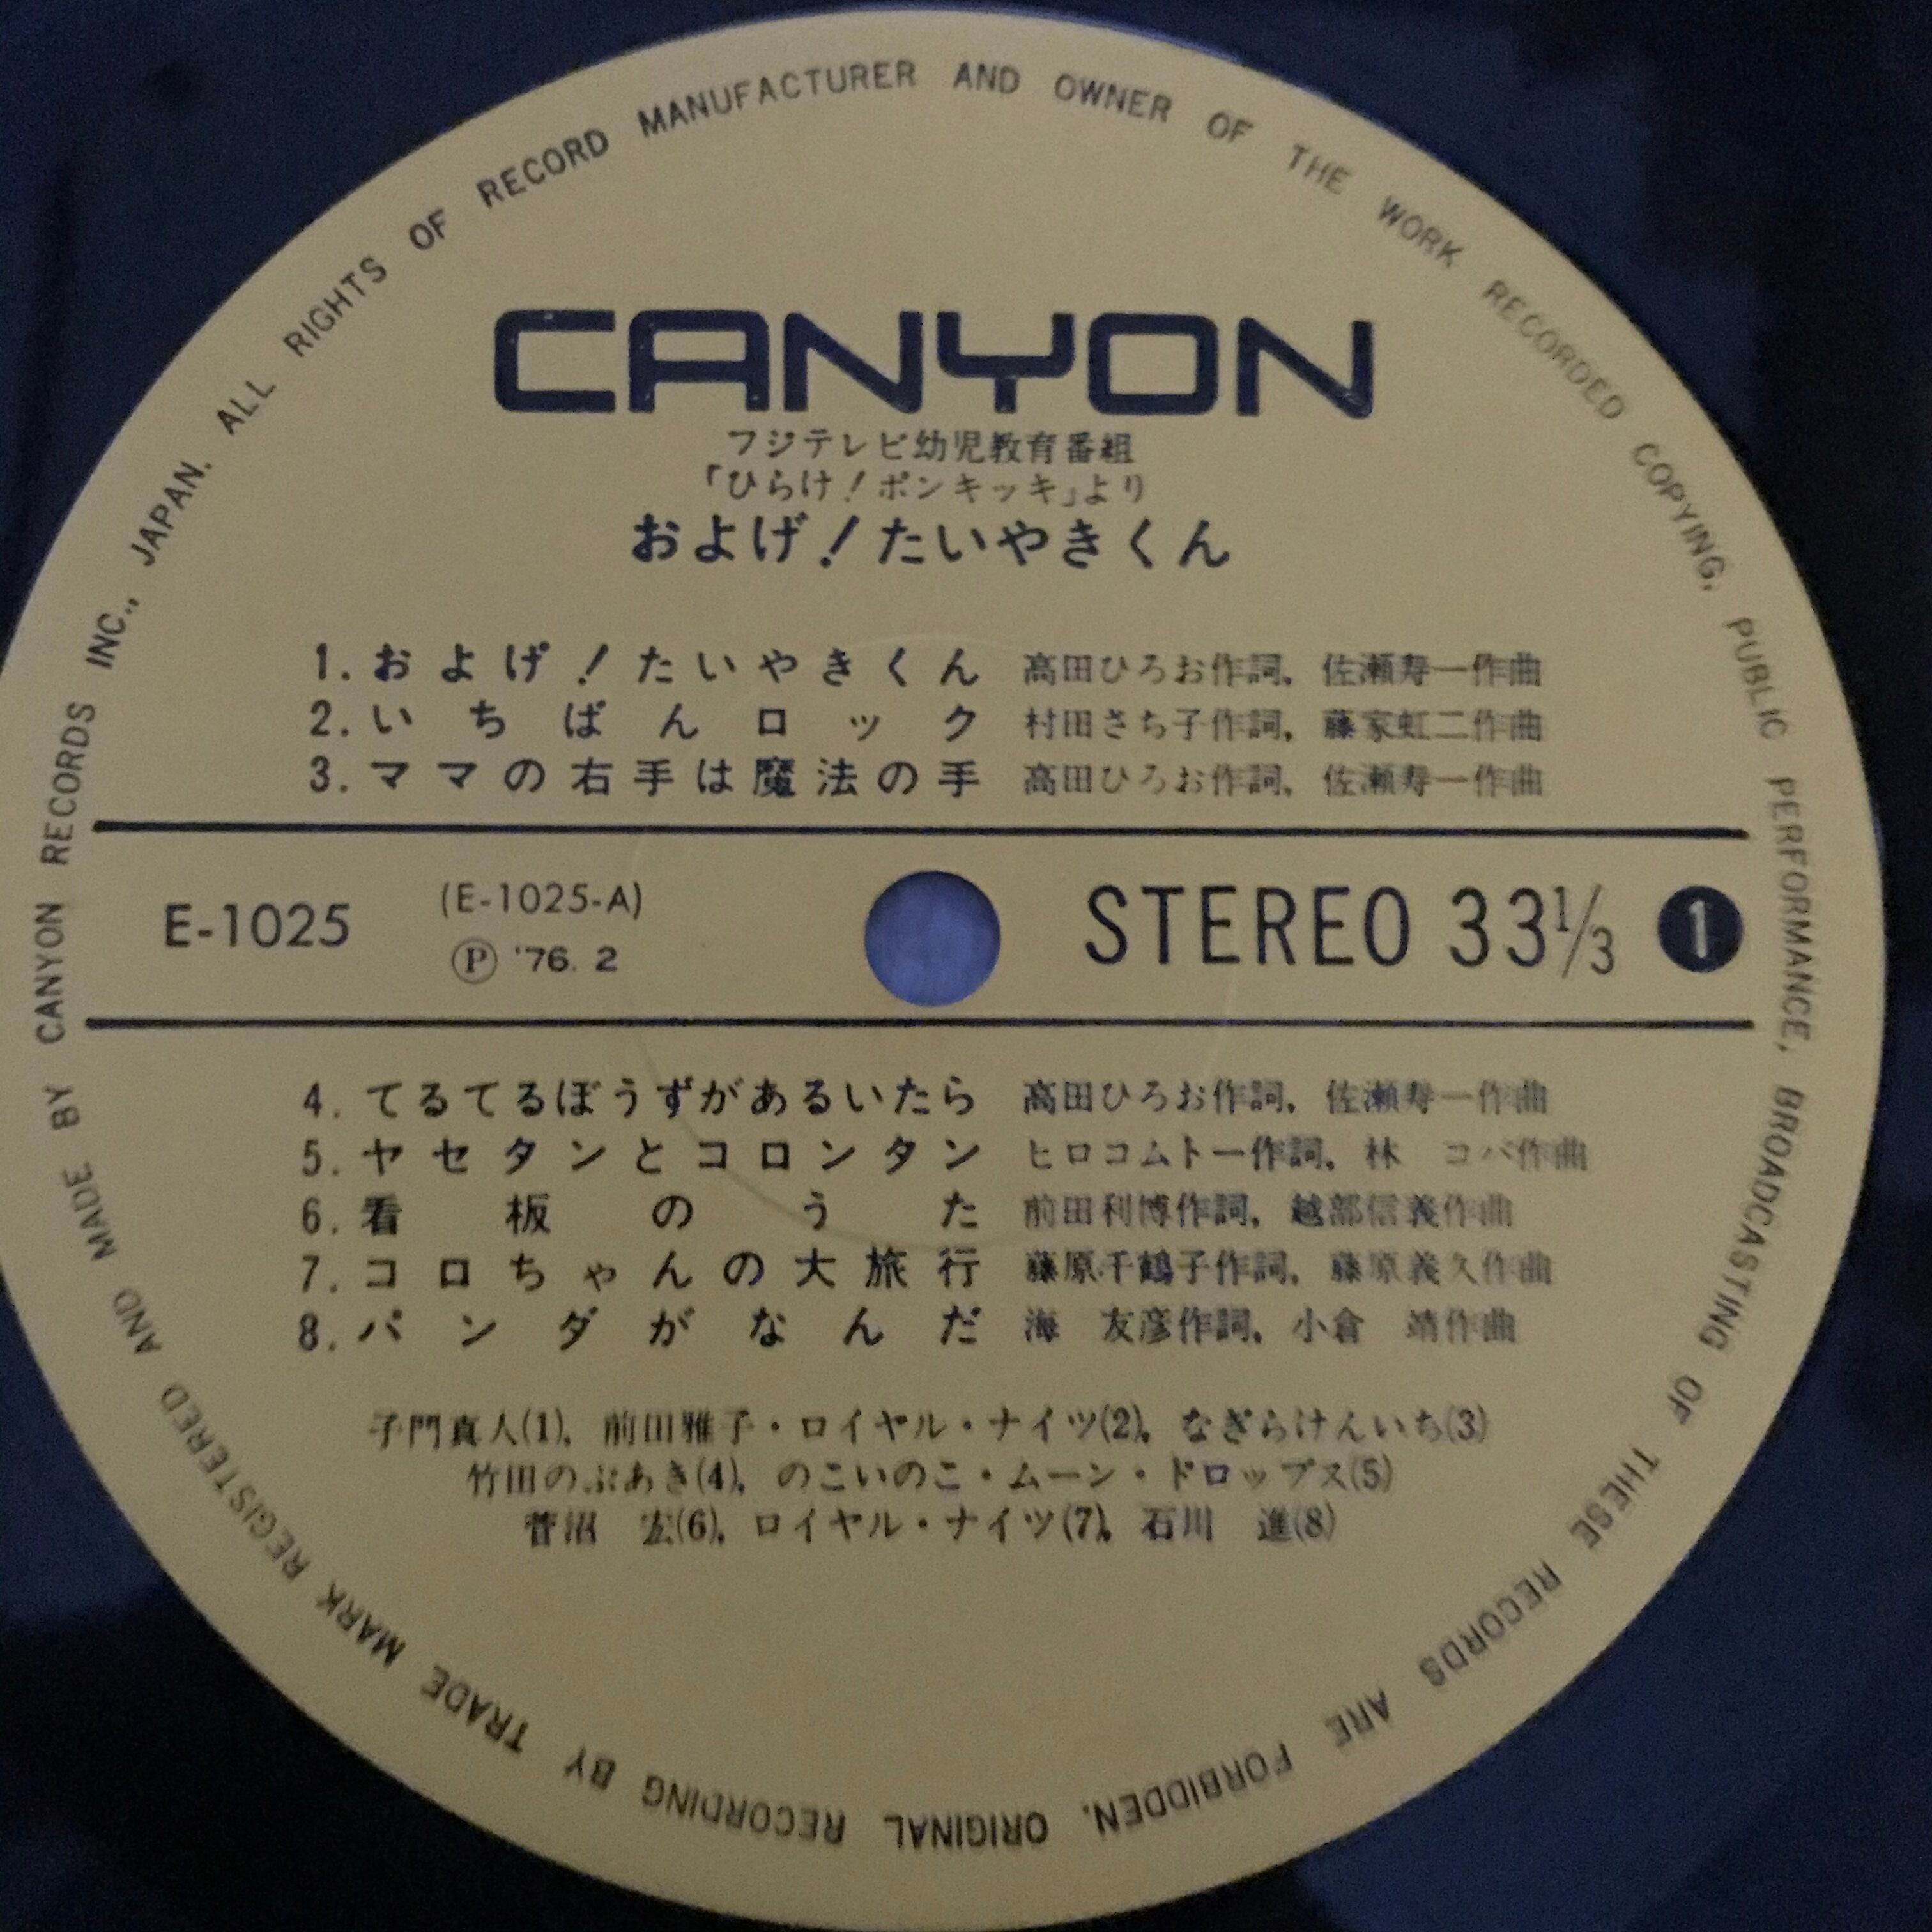 CANYON
フジテレビ幼児教育番組
「ひらけ!ポンキッキ」より
およげ!たいやきくん
1. およげ!たいやきくん 高田ひろお作詞, 佐瀬寿一作曲
2. いちばんロック 村田さち子作詞, 藤家虹二作曲
3. ママの右手は魔法の手 高田ひろお作詞, 佐瀬寿一作曲
E-1025 (E-1025-A) STEREO 33⅓ 1
Ⓟ '76. 2
4. てるてるぼうずがあるいたら 高田ひろお作詞, 佐瀬寿一作曲
5. ヤセタンとコロンタン ヒロコムトー作詞, 林 コバ作曲
6. 看板のうた 前田利博作詞, 越部信義作曲
7. コロちゃんの大旅行 藤原千鶴子作詞, 藤原義久作曲
8. パンダがなんだ 海 友彦作詞, 小倉 靖作曲
子門真人(1), 前田雅子・ロイヤル・ナイツ(2), なぎらけんいち(3)
竹田のぶあき(4), のこいのこ・ムーン・ドロップス(5)
菅沼 宏(6), ロイヤル・ナイツ(7), 石川 進(8)
ORIGINAL RECORDING BY TRADE MARK REGISTERED AND MADE BY CANYON RECORDS INC., JAPAN. ALL RIGHTS OF RECORD MANUFACTURER AND OWNER OF THE WORK RECORDED COPYING, PUBLIC PERFORMANCE, BROADCASTING OF THESE RECORDS ARE FORBIDDEN.